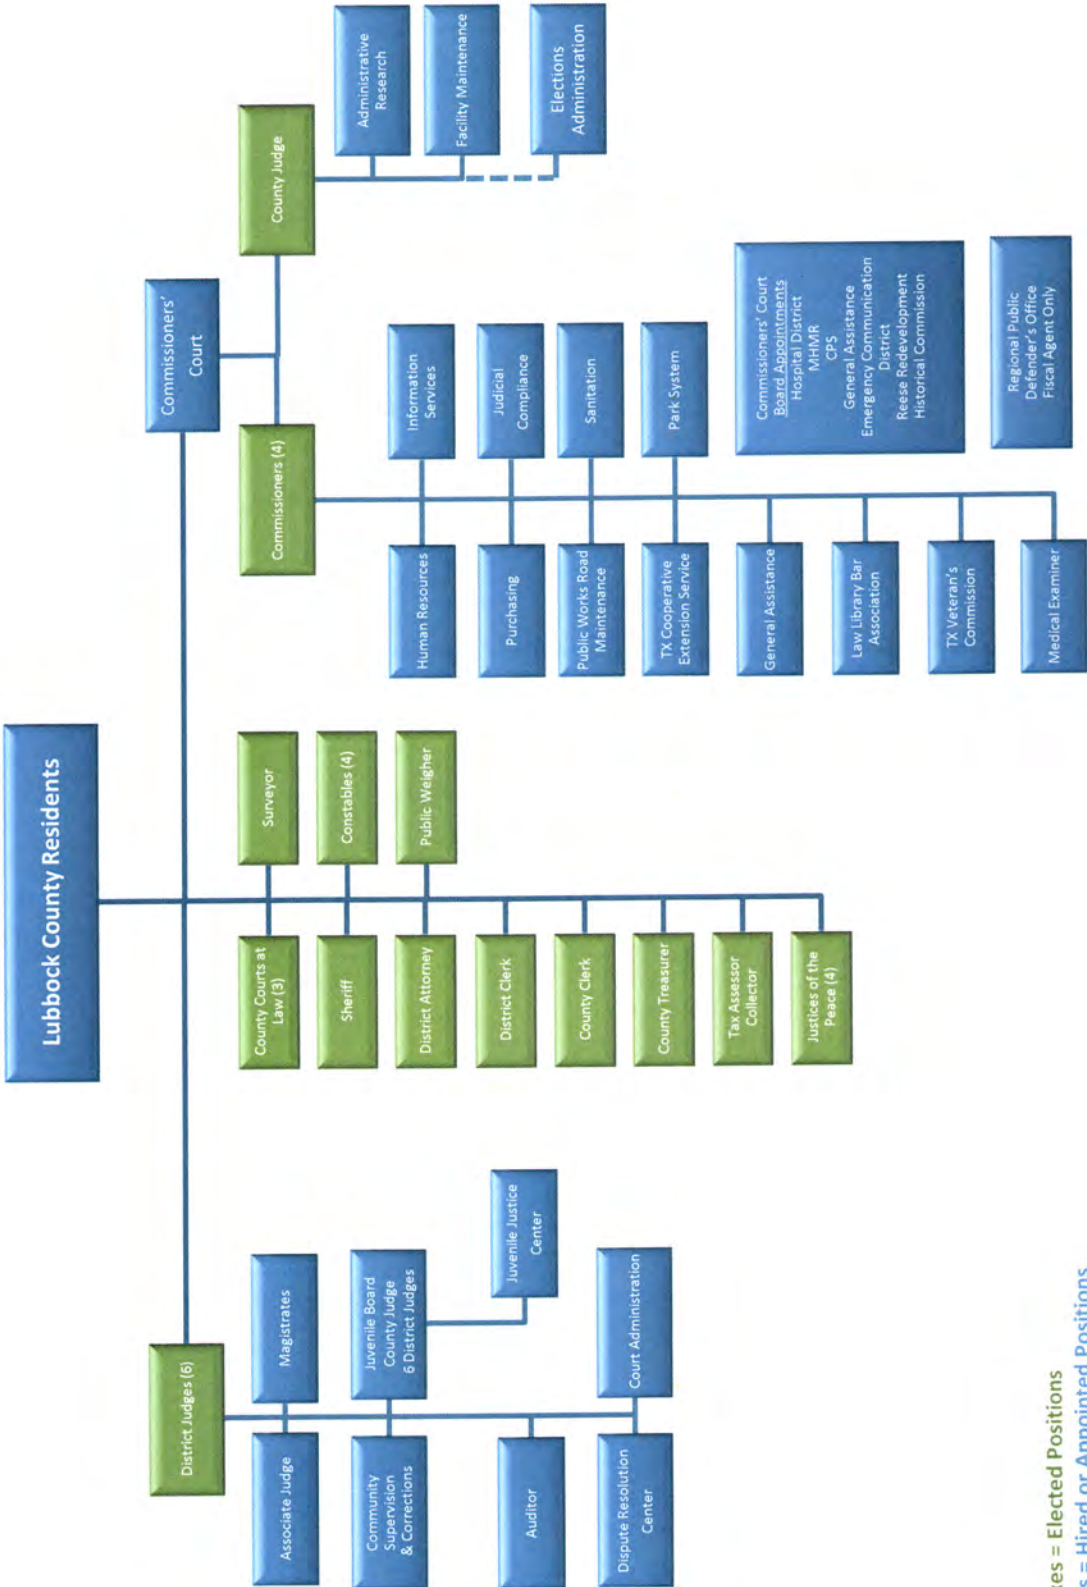 Lubbock County Residents
District Judges (6)
Associate Judge
Magistrates
Community
Supervision
& Corrections
Juvenile Board
County Judge
6 District Judges
Juvenile Justice
Center
Auditor
Dispute Resolution
Center
Court Administration
County Courts at
Law (3)
Surveyor
Sheriff
Constables (4)
District Attorney
Public Weigher
District Clerk
County Clerk
County Treasurer
Tax Assessor
Collector
Justices of the
Peace (4)
Commissioners'
Court
Commissioners (4)
County Judge
Human Resources
Information
Services
Purchasing
Judicial
Compliance
Public Works Road
Maintenance
Sanitation
TX Cooperative
Extension Service
Park System
General Assistance
Law Library Bar
Association
TX Veteran's
Commission
Medical Examiner
Administrative
Research
Facility Maintenance
Elections
Administration
Commissioners' Court
Board Appointments
Hospital District
MHMR
CPS
General Assistance
Emergency Communication
District
Reese Redevelopment
Historical Commission
Regional Public
Defender's Office
Fiscal Agent Only
= Elected Positions
= Hired or Appointed Positions